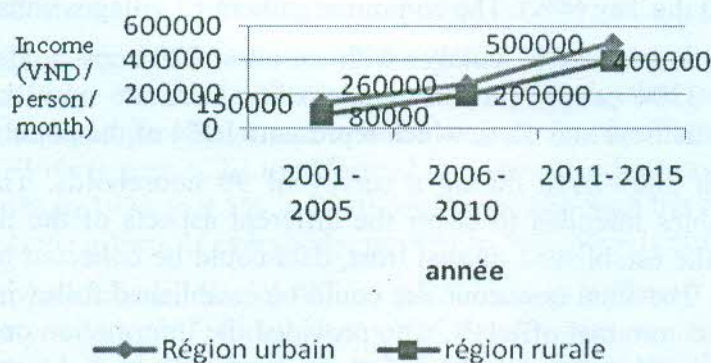 600000
Income
(VND /
person /
month)
400000
200000
0
150000
260000
500000
80000
200000
400000
2001-
2005
2006-
2010
2011-2015
année
Région urbain
région rurale